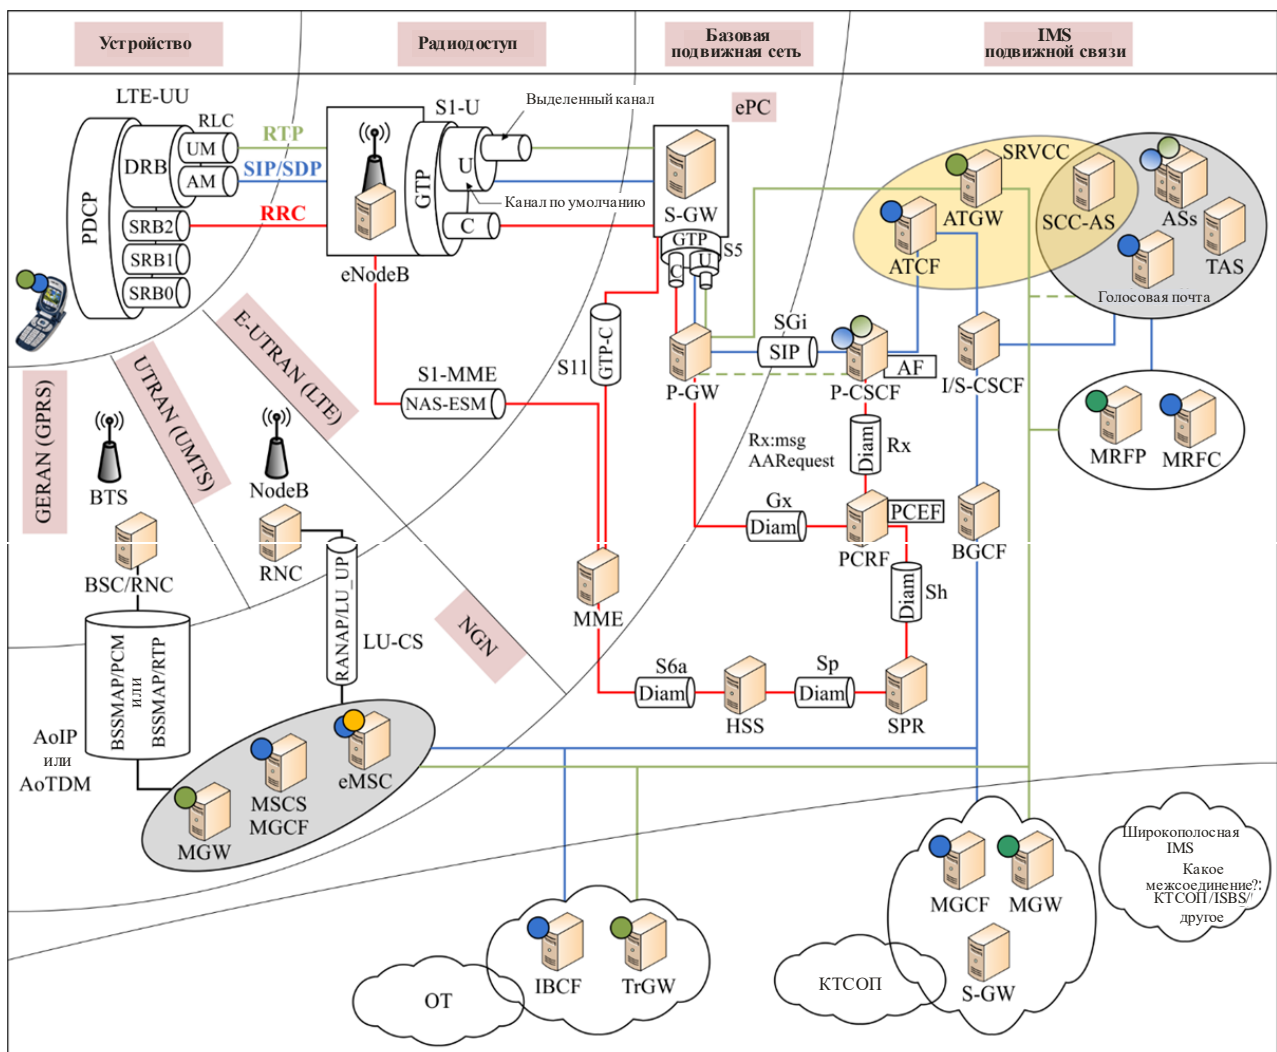 Устройство
Радиодоступ
Базовая
подвижная сеть
IMS
подвижной связи
LTE-UU
RLC
PDCP
DRB
UM
AM
SRB2
SRB1
SRB0
RTP
SIP/SDP
RRC
S1-U
Выделенный канал
GTP
U
C
Канал по умолчанию
eNodeB
ePC
S-GW
GTP
C
U
S5
SRVCC
ATGW
ATCF
SCC-AS
ASs
TAS
Голосовая почта
E-UTRAN (LTE)
UTRAN (UMTS)
GERAN (GPRS)
NGN
S1-MME
NAS-ESM
S11
GTP-C
P-GW
SGi
SIP
P-CSCF
AF
I/S-CSCF
MRFP
MRFC
Rx:msg
AARequest
Diam
Rx
Gx
Diam
PCEF
PCRF
BGCF
Diam
Sh
BTS
NodeB
BSC/RNC
RNC
RANAP/LU_UP
LU-CS
MME
S6a
Diam
HSS
Sp
Diam
SPR
BSSMAP/PCM
или
BSSMAP/RTP
AoIP
или
AoTDM
eMSC
MSCS
MGCF
MGW
IBCF
TrGW
ОТ
КТСОП
MGCF
MGW
S-GW
Широкополосная
IMS
Какое
межсоединение?:
КТСОП/ISBS/
другое